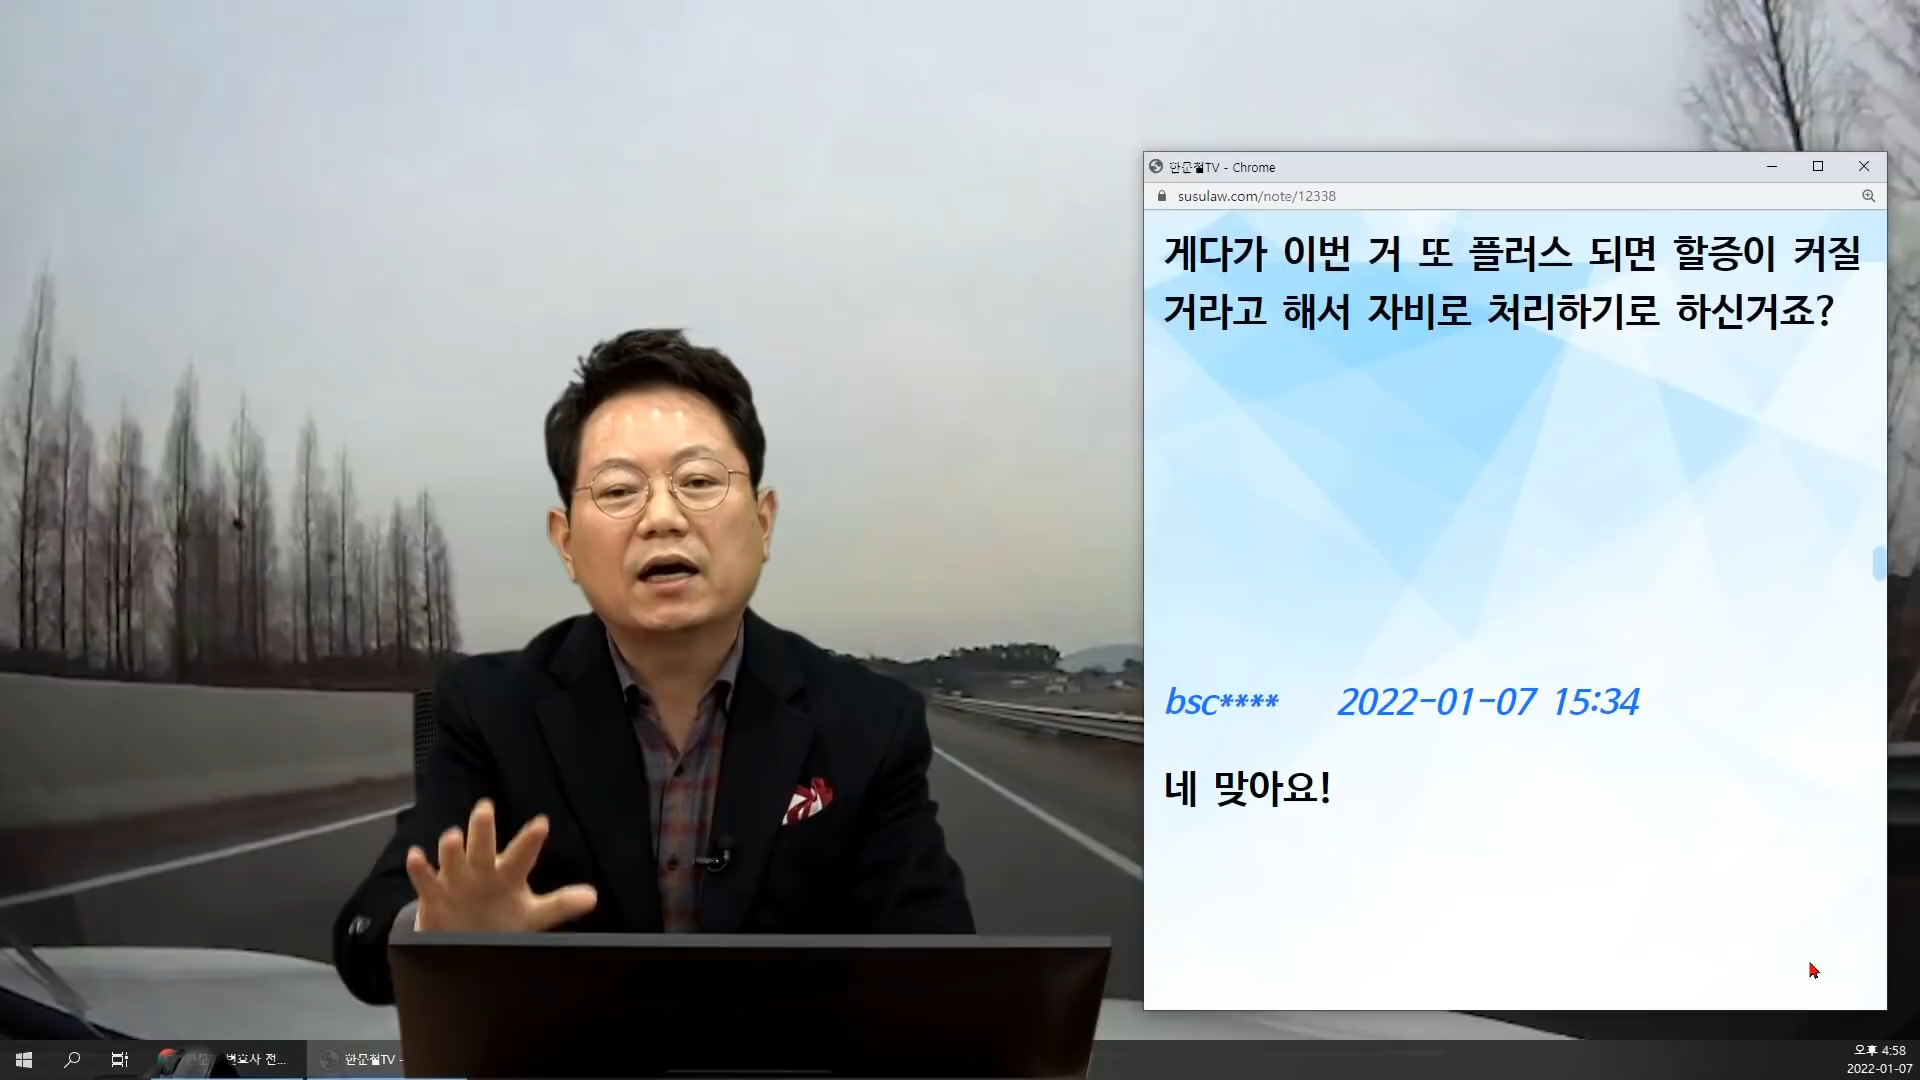 한문철TV - Chrome
susulaw.com/note/12338
게다가 이번 거 또 플러스 되면 할증이 커질
거라고 해서 자비로 처리하기로 하신거죠?
bsc**** 2022-01-07 15:34
네 맞아요!
변호사 전...
한문철TV -
오후 4:58
2022-01-07